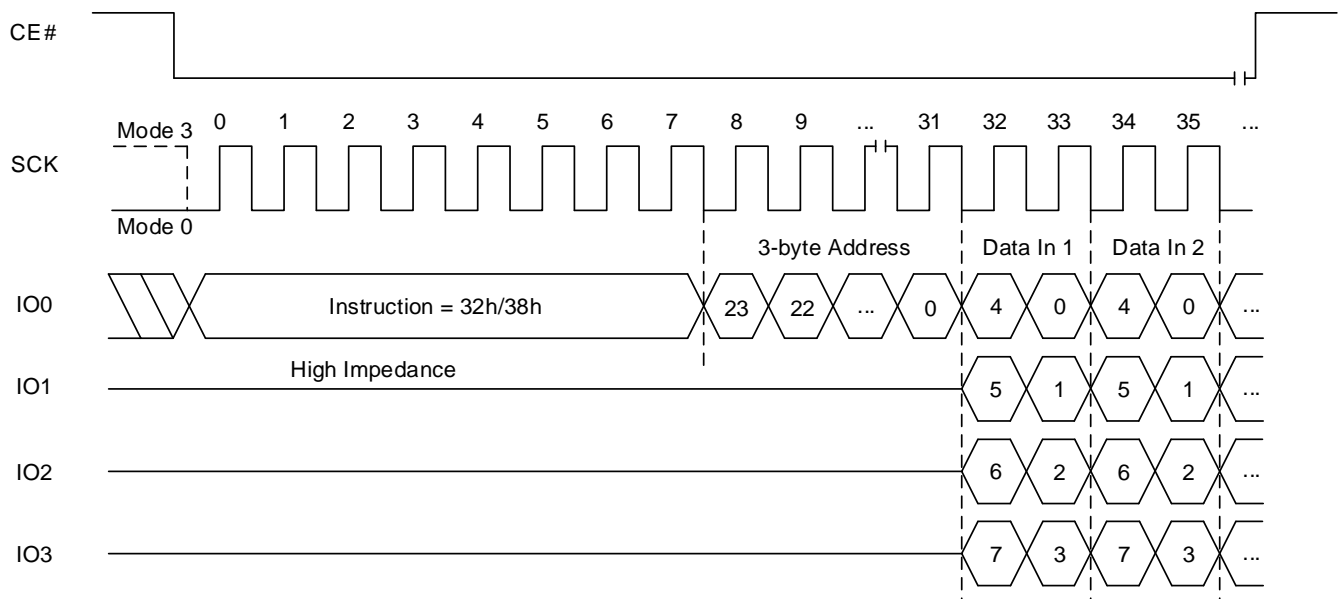 CE#
Mode 3 0 1 2 3 4 5 6 7 8 9 ... 31 32 33 34 35 ...
SCK
Mode 0
3-byte Address Data In 1 Data In 2
IO0 Instruction = 32h/38h 23 22 ... 0 4 0 4 0 ...
High Impedance
IO1 5 1 5 1 ...
IO2 6 2 6 2 ...
IO3 7 3 7 3 ...